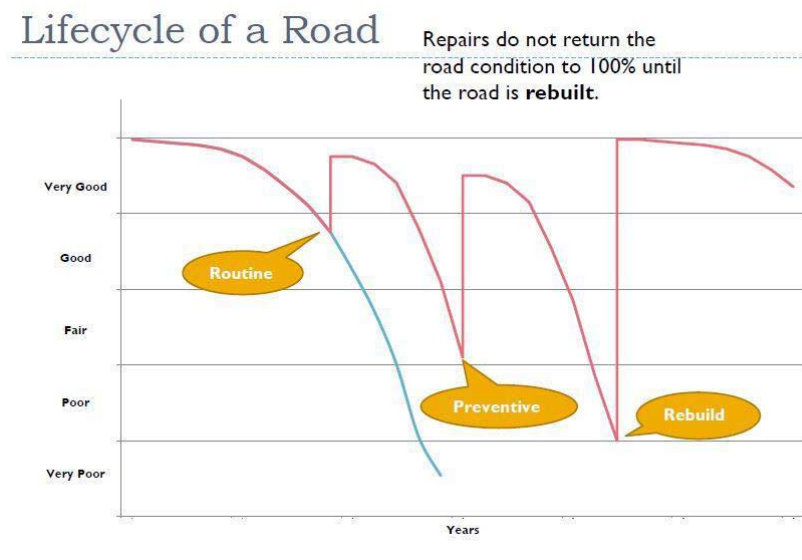 Lifecycle of a Road
Repairs do not return the
road condition to 100% until
the road is rebuilt.
Very Good
Good
Routine
Fair
Poor
Preventive
Rebuild
Very Poor
Years